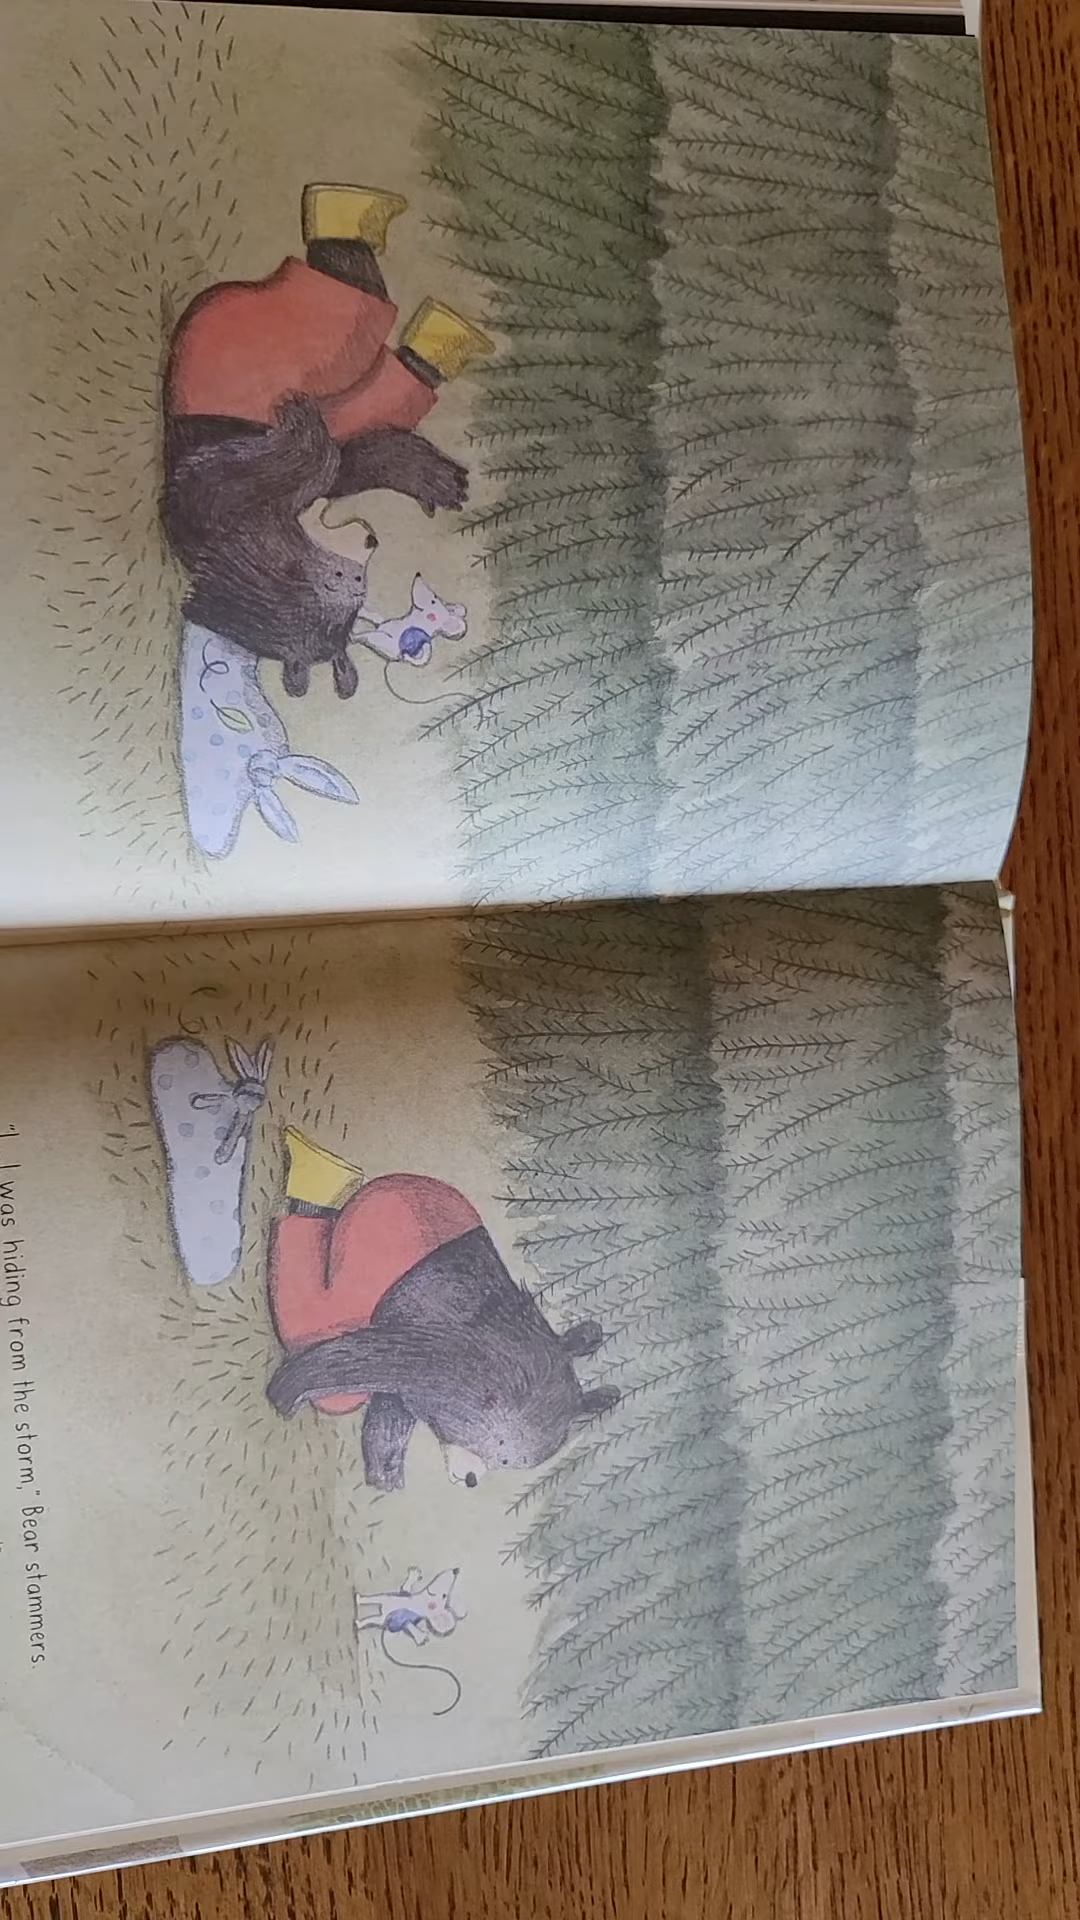 "I... I was hiding from the storm," Bear stammers.